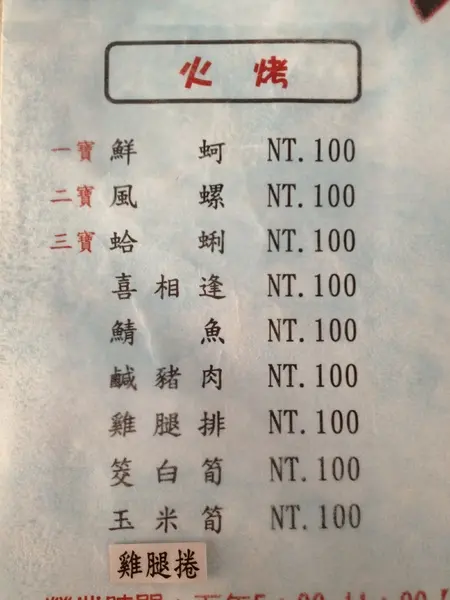 火烤
一寶 鮮蚵 NT.100
二寶 風螺 NT.100
三寶 蛤蜊 NT.100
喜相逢 NT.100
鯖魚 NT.100
鹹豬肉 NT.100
雞腿排 NT.100
筊白筍 NT.100
玉米筍 NT.100
雞腿捲